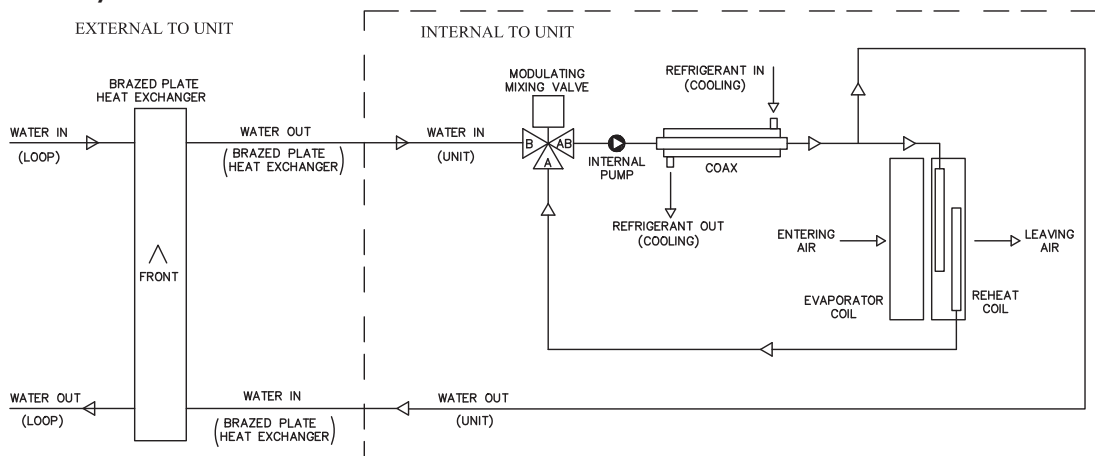 EXTERNAL TO UNIT
INTERNAL TO UNIT
BRAZED PLATE
HEAT EXCHANGER
WATER IN
(LOOP)
WATER OUT
(BRAZED PLATE
HEAT EXCHANGER)
WATER IN
(UNIT)
MODULATING
MIXING VALVE
B
AB
A
INTERNAL
PUMP
REFRIGERANT IN
(COOLING)
COAX
REFRIGERANT OUT
(COOLING)
ENTERING
AIR
LEAVING
AIR
EVAPORATOR
COIL
REHEAT
COIL
FRONT
WATER OUT
(LOOP)
WATER IN
(BRAZED PLATE
HEAT EXCHANGER)
WATER OUT
(UNIT)